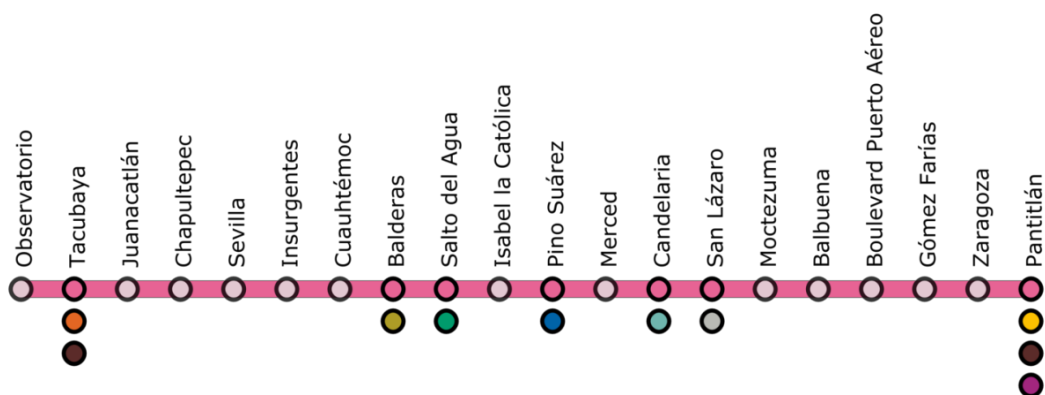 Observatorio
Tacubaya
Juanacatlán
Chapultepec
Sevilla
Insurgentes
Cuauhtémoc
Balderas
Salto del Agua
Isabel la Católica
Pino Suárez
Merced
Candelaria
San Lázaro
Moctezuma
Balbuena
Boulevard Puerto Aéreo
Gómez Farías
Zaragoza
Pantitlán